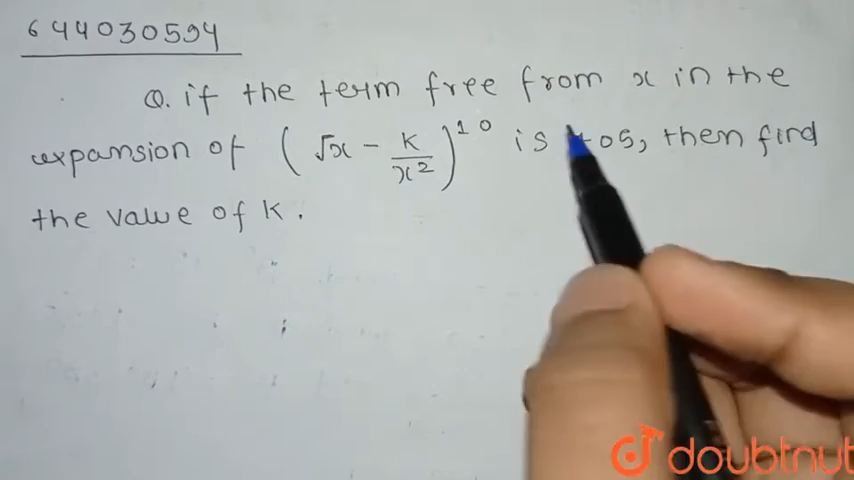 644030594
Q. if the term free from x in the
expansion of (√x - k/x²)^10 is 405, then find
the value of k.
doubtnut